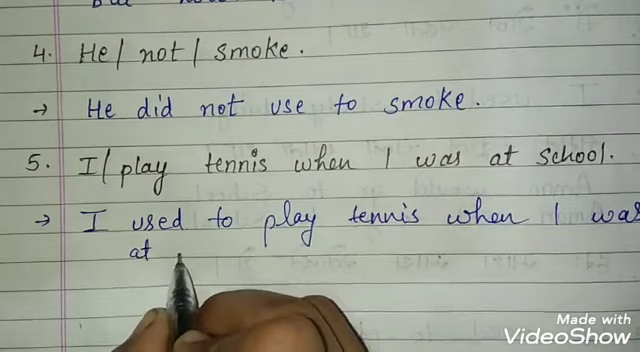 4. He / not / smoke.
→ He did not use to smoke.
5. I / play tennis when I was at school.
→ I used to play tennis when I was
at
Made with
VideoShow